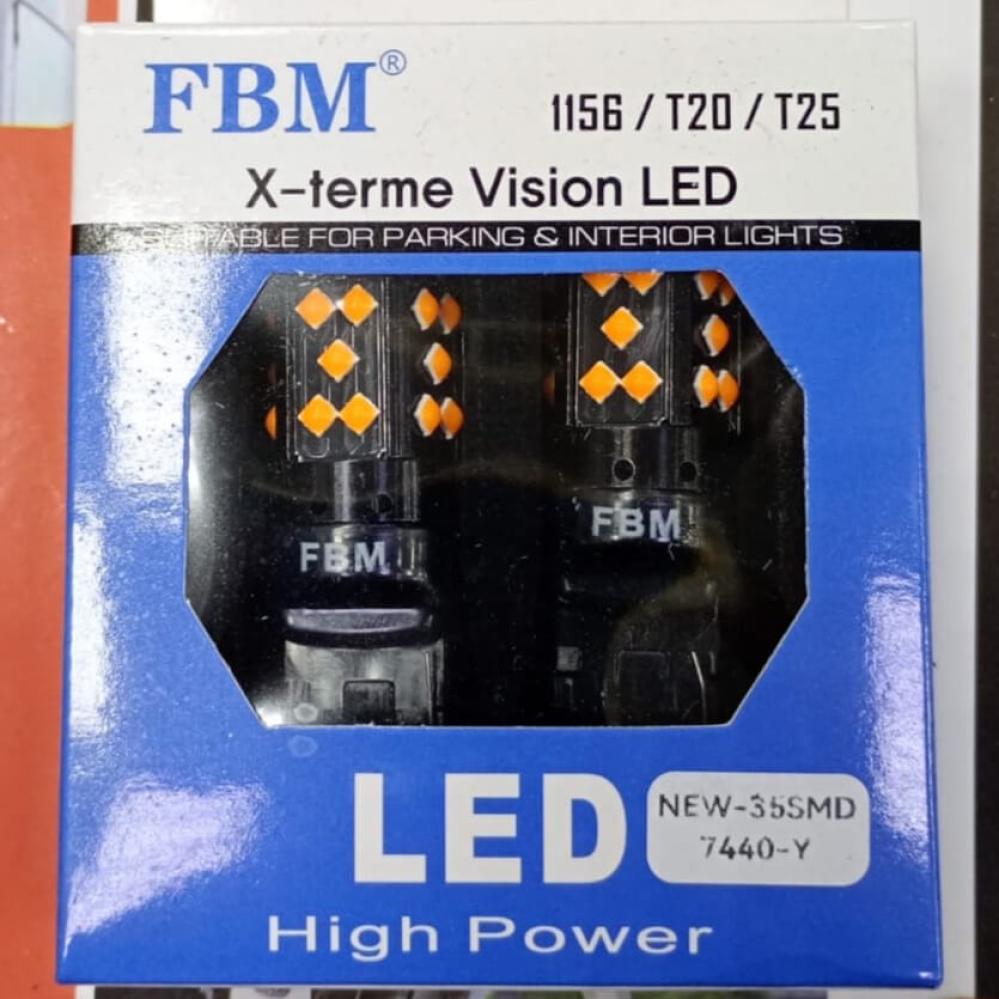 FBM®
1156 / T20 / T25
X-terme Vision LED
SUITABLE FOR PARKING & INTERIOR LIGHTS
FBM
FBM
LED
NEW-35SMD
7440-Y
High Power